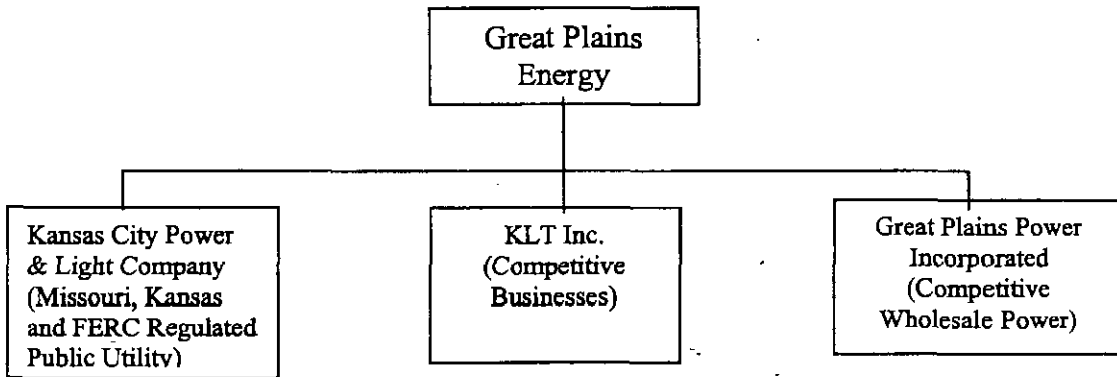 Great Plains
Energy
Kansas City Power
& Light Company
(Missouri, Kansas
and FERC Regulated
Public Utility)
KLT Inc.
(Competitive
Businesses)
Great Plains Power
Incorporated
(Competitive
Wholesale Power)